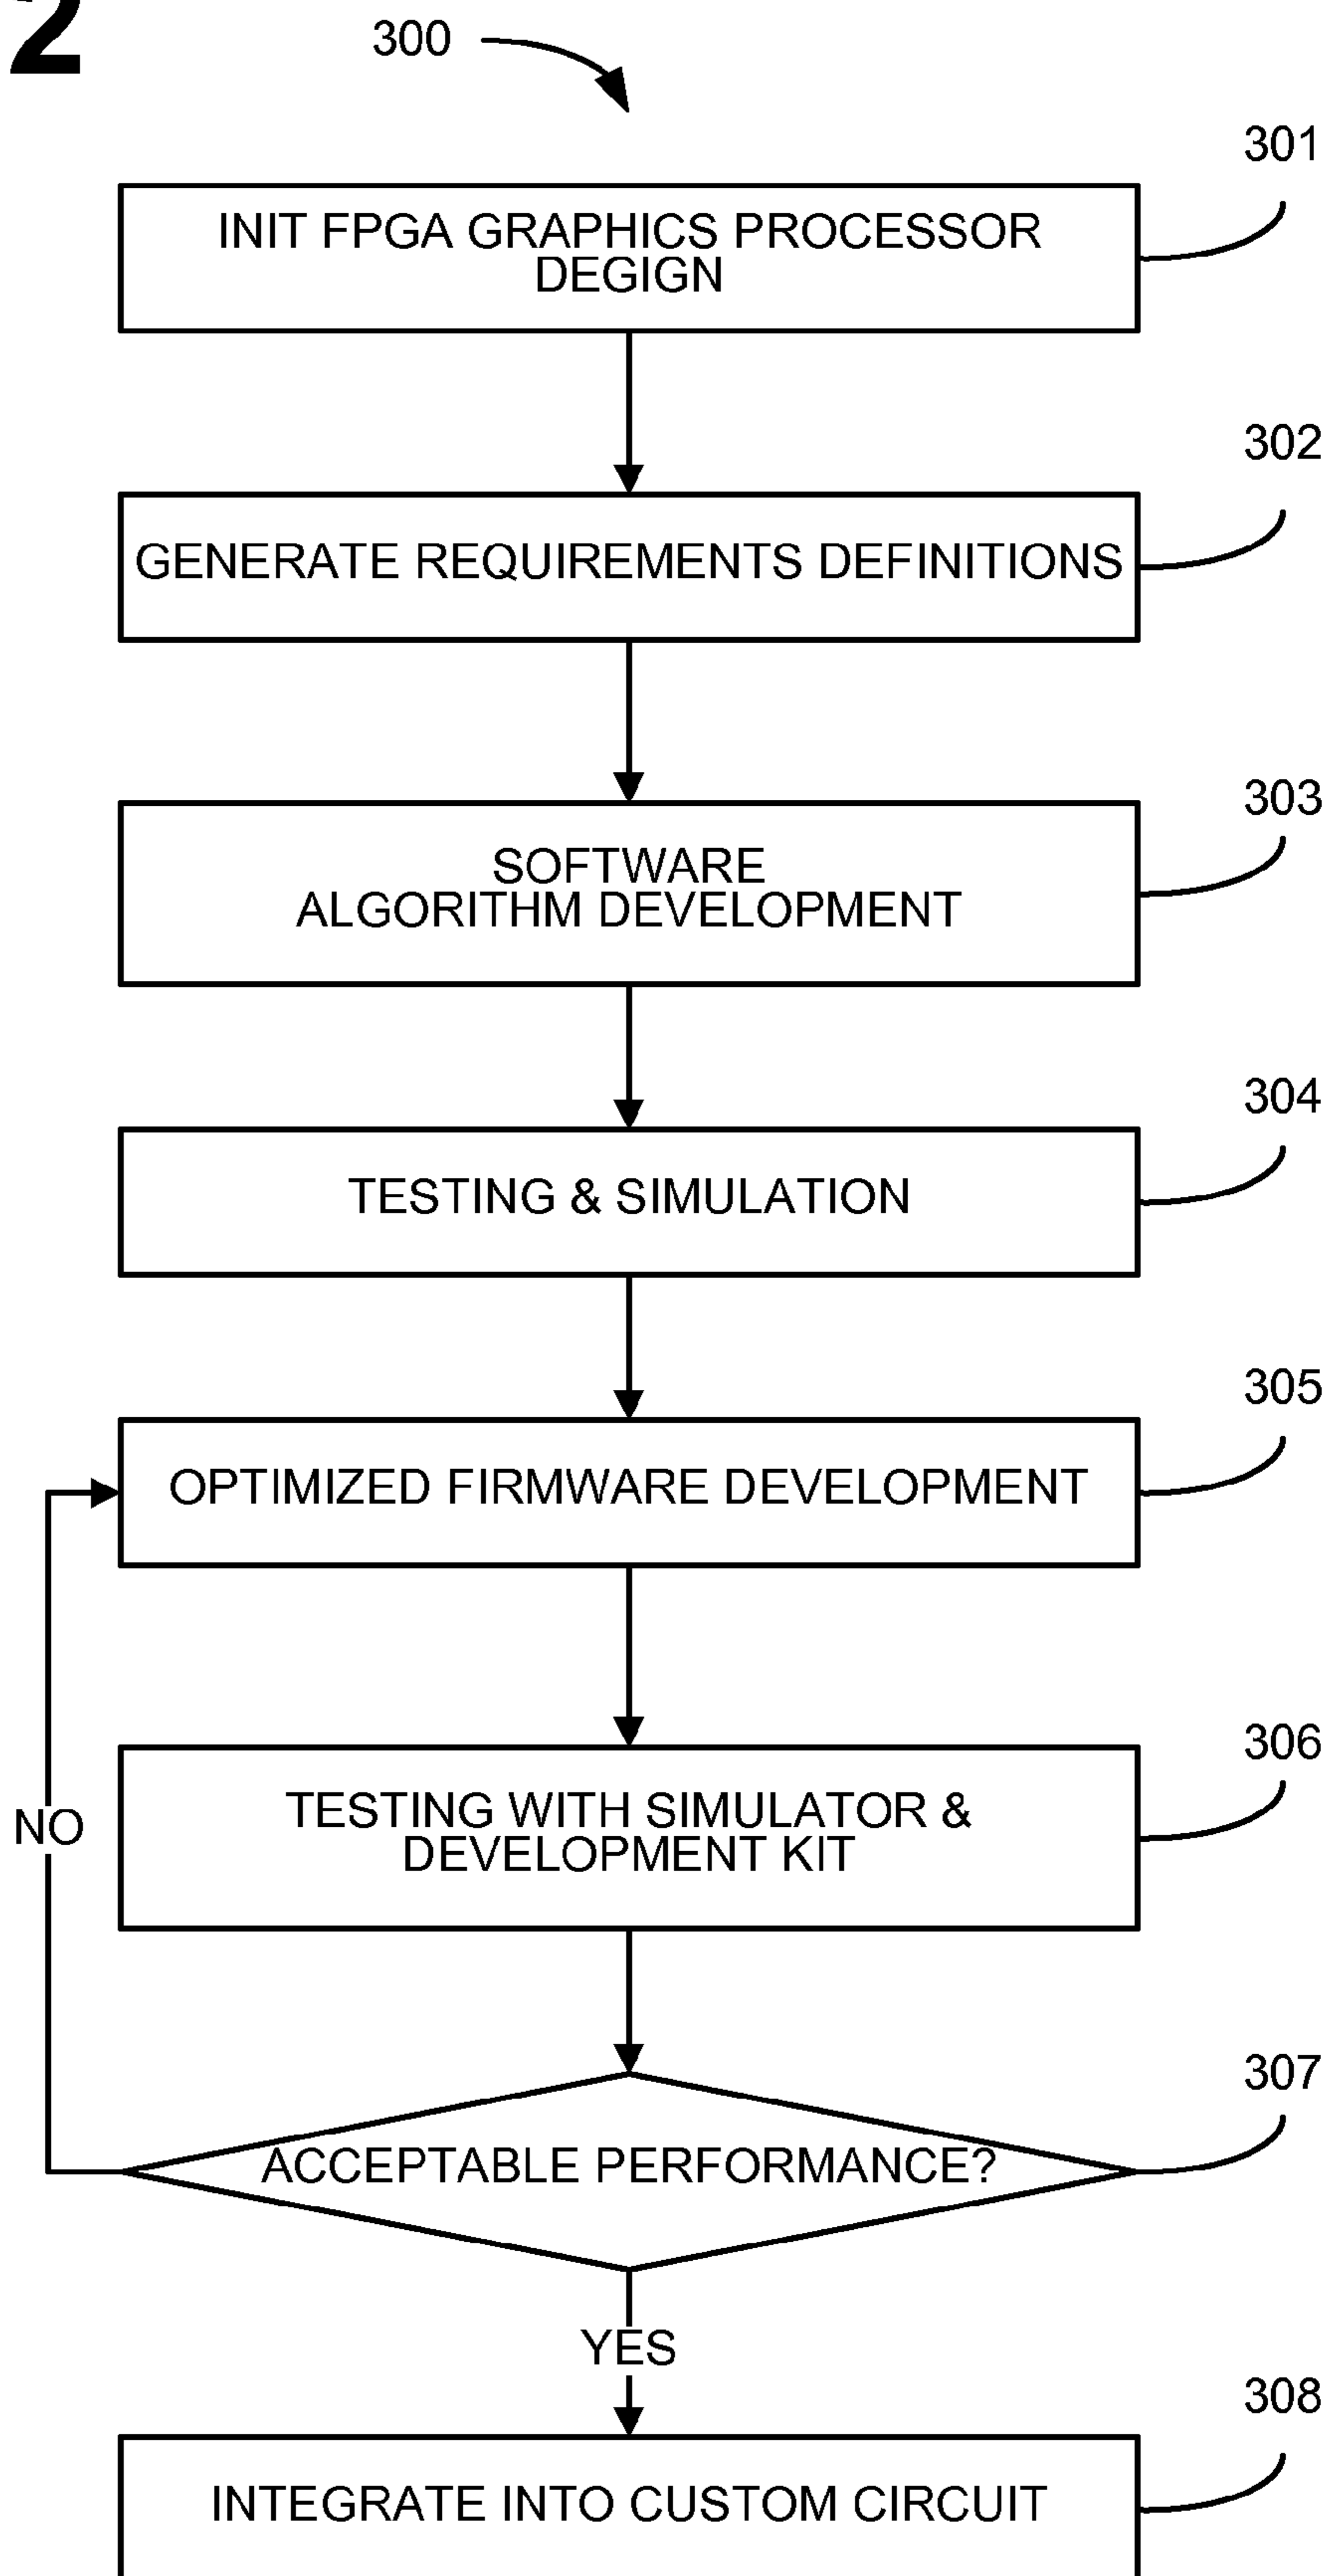 2
300
301
INIT FPGA GRAPHICS PROCESSOR
DEGIGN
302
GENERATE REQUIREMENTS DEFINITIONS
303
SOFTWARE
ALGORITHM DEVELOPMENT
304
TESTING & SIMULATION
305
OPTIMIZED FIRMWARE DEVELOPMENT
306
TESTING WITH SIMULATOR &
DEVELOPMENT KIT
NO
307
ACCEPTABLE PERFORMANCE?
YES
308
INTEGRATE INTO CUSTOM CIRCUIT